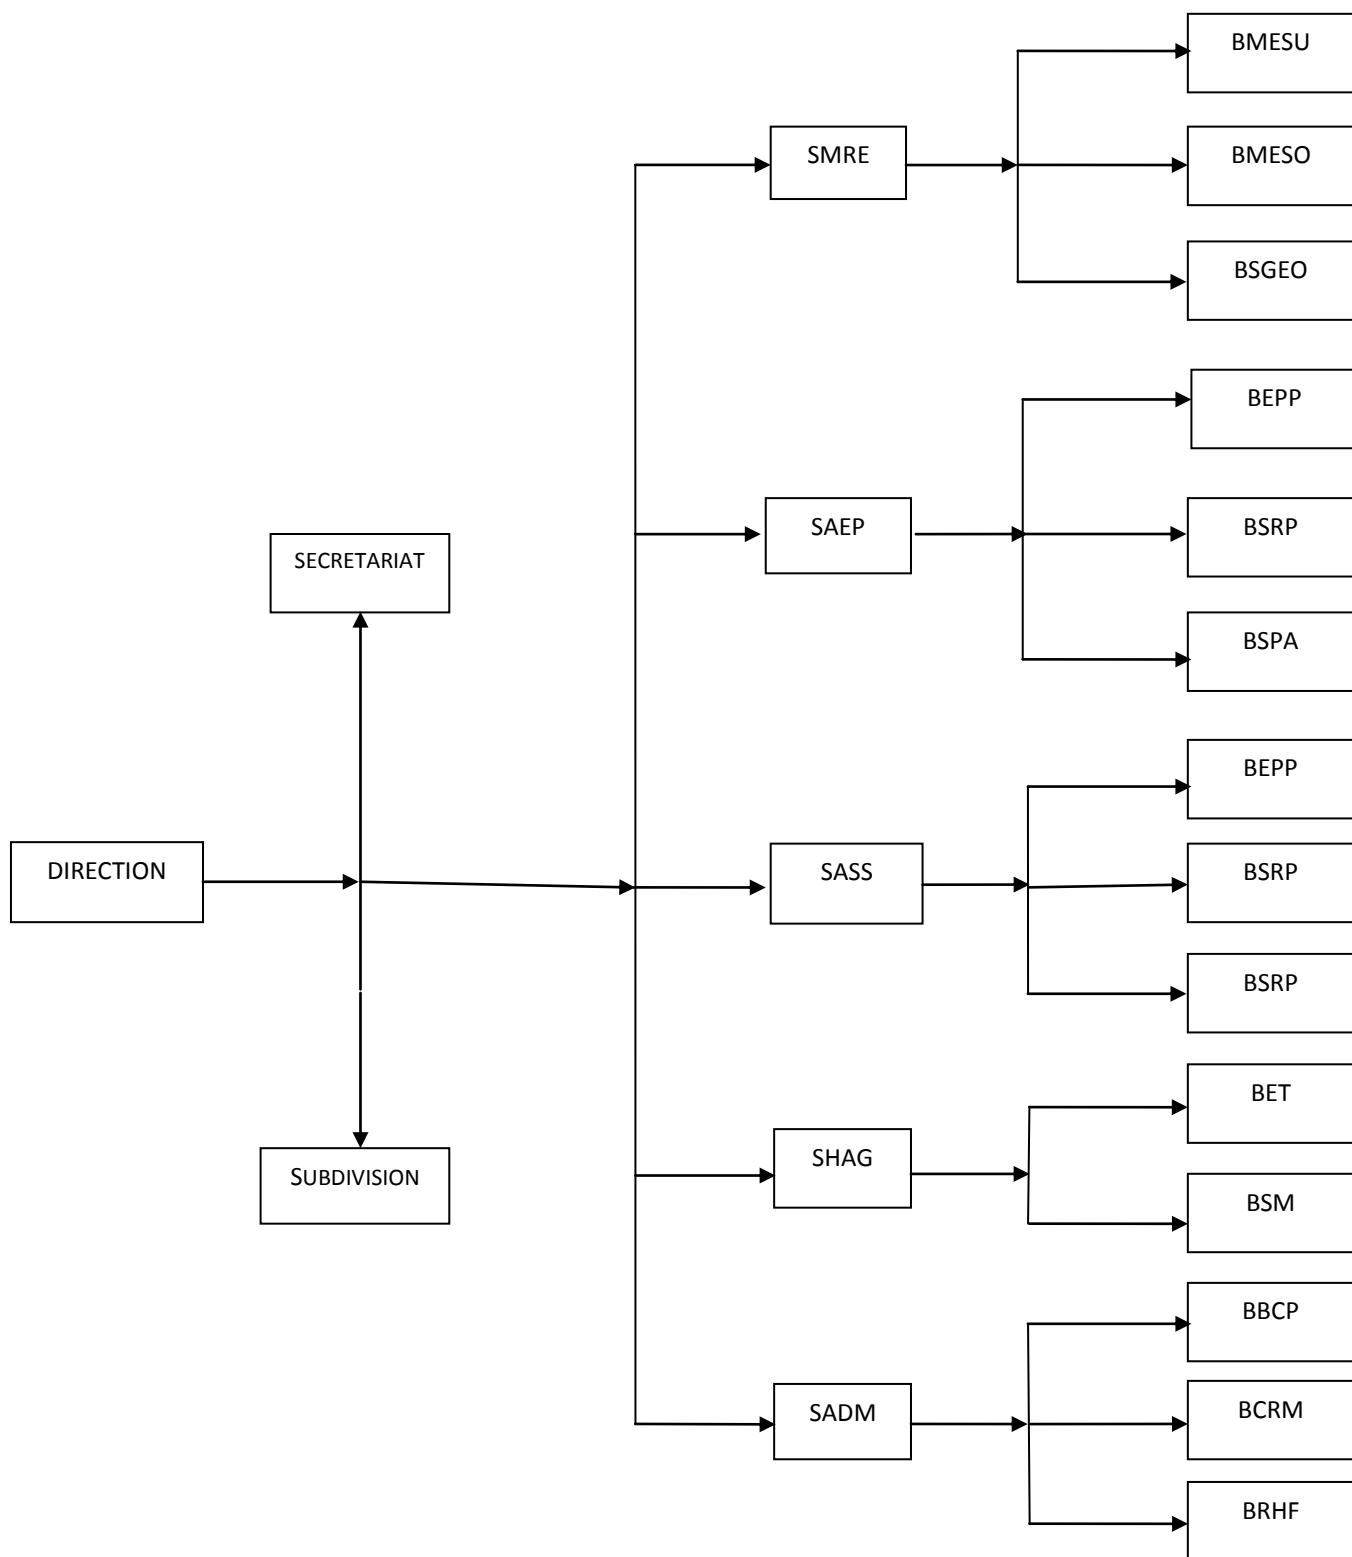 BMESU
SMRE
BMESO
BSGEO
BEPP
SAEP
BSRP
SECRETARIAT
BSPA
BEPP
DIRECTION
SASS
BSRP
BSRP
BET
SHAG
SUBDIVISION
BSM
BBCP
SADM
BCRM
BRHF